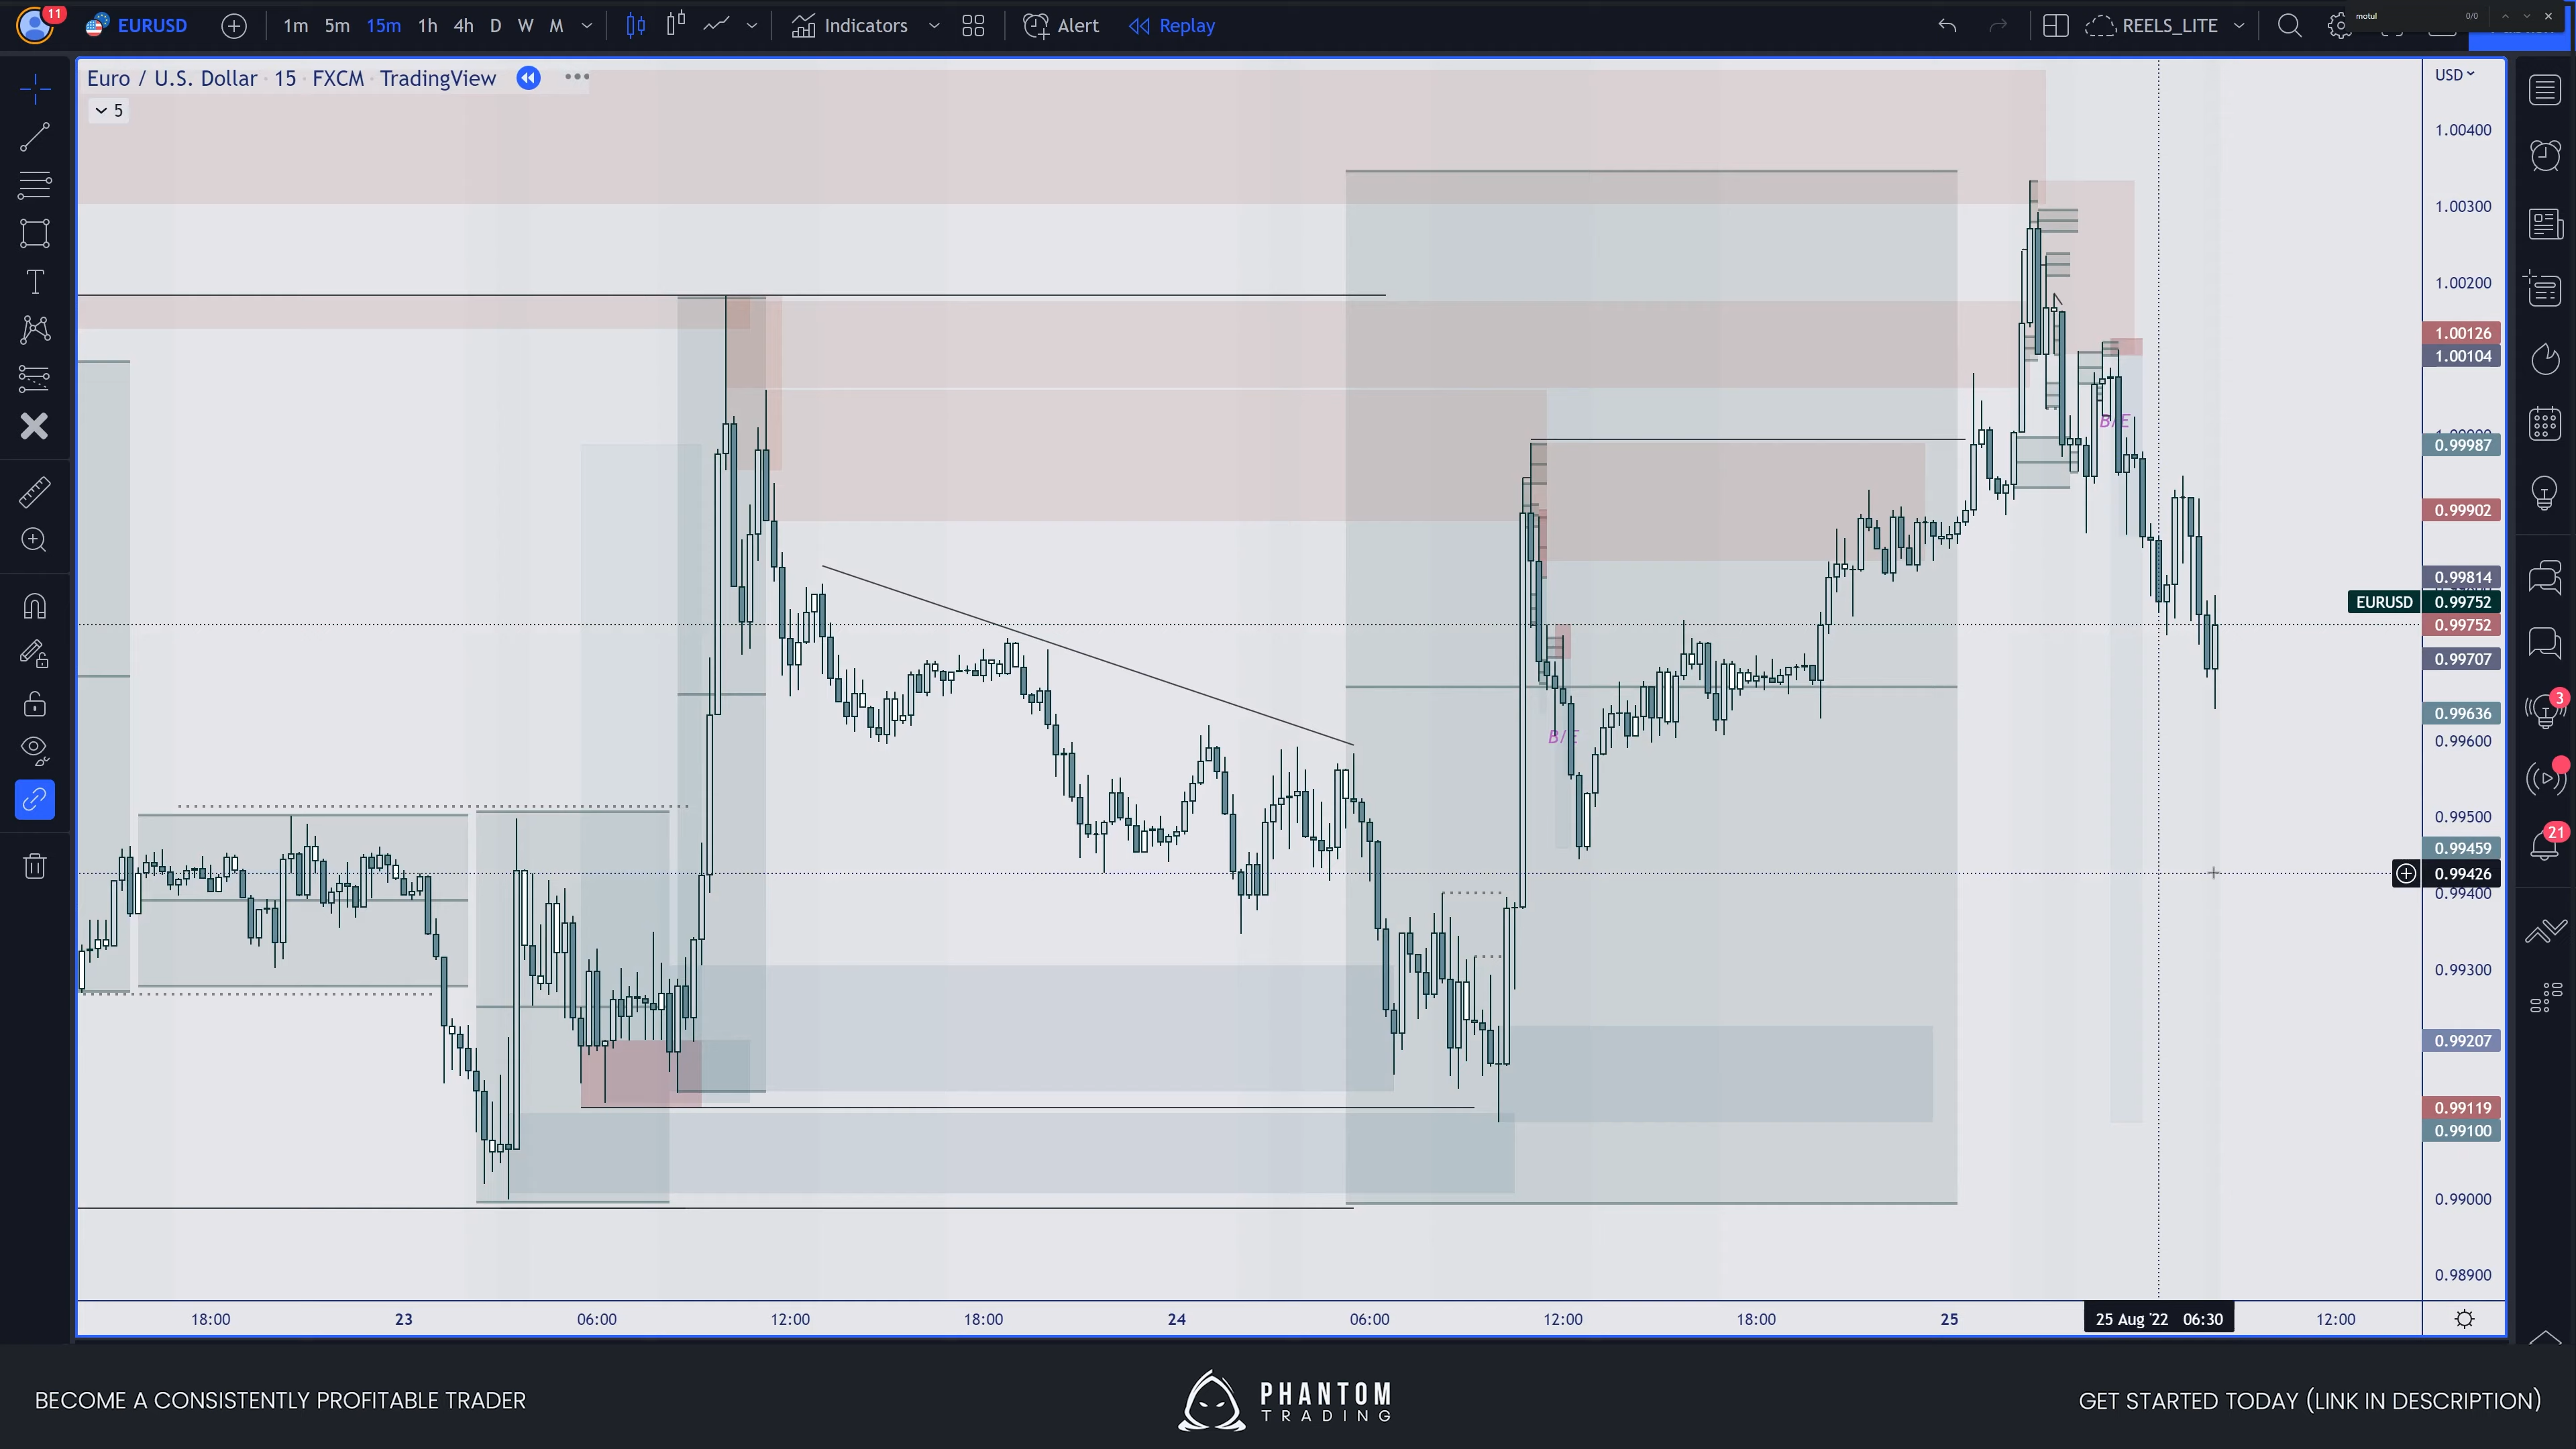 11
EURUSD
1m 5m 15m 1h 4h D W M
Indicators
Alert
Replay
REELS_LITE
motul
0/0
Euro / U.S. Dollar · 15 · FXCM · TradingView
5
USD
1.00400
1.00300
1.00200
1.00126
1.00104
B/E
0.99987
0.99902
0.99814
EURUSD 0.99752
0.99752
0.99707
0.99636
B/E
0.99600
0.99500
0.99459
0.99426
0.99400
0.99300
0.99207
0.99119
0.99100
0.99000
0.98900
3
21
18:00 23 06:00 12:00 18:00 24 06:00 12:00 18:00 25 25 Aug '22 06:30 12:00
BECOME A CONSISTENTLY PROFITABLE TRADER
PHANTOM
TRADING
GET STARTED TODAY (LINK IN DESCRIPTION)